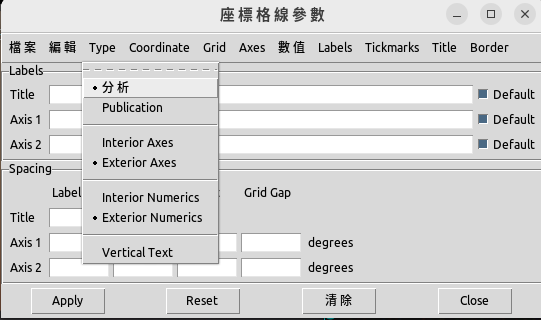 座標格線參數
檔案 編輯 Type Coordinate Grid Axes 數值 Labels Tickmarks Title Border
Labels
分析
Title Default
Publication
Axis 1 Default
Interior Axes
Axis 2 Default
Exterior Axes
Spacing
Interior Numerics
Label Grid Gap
Exterior Numerics
Title
Axis 1 degrees
Vertical Text
Axis 2 degrees
Apply Reset 清除 Close